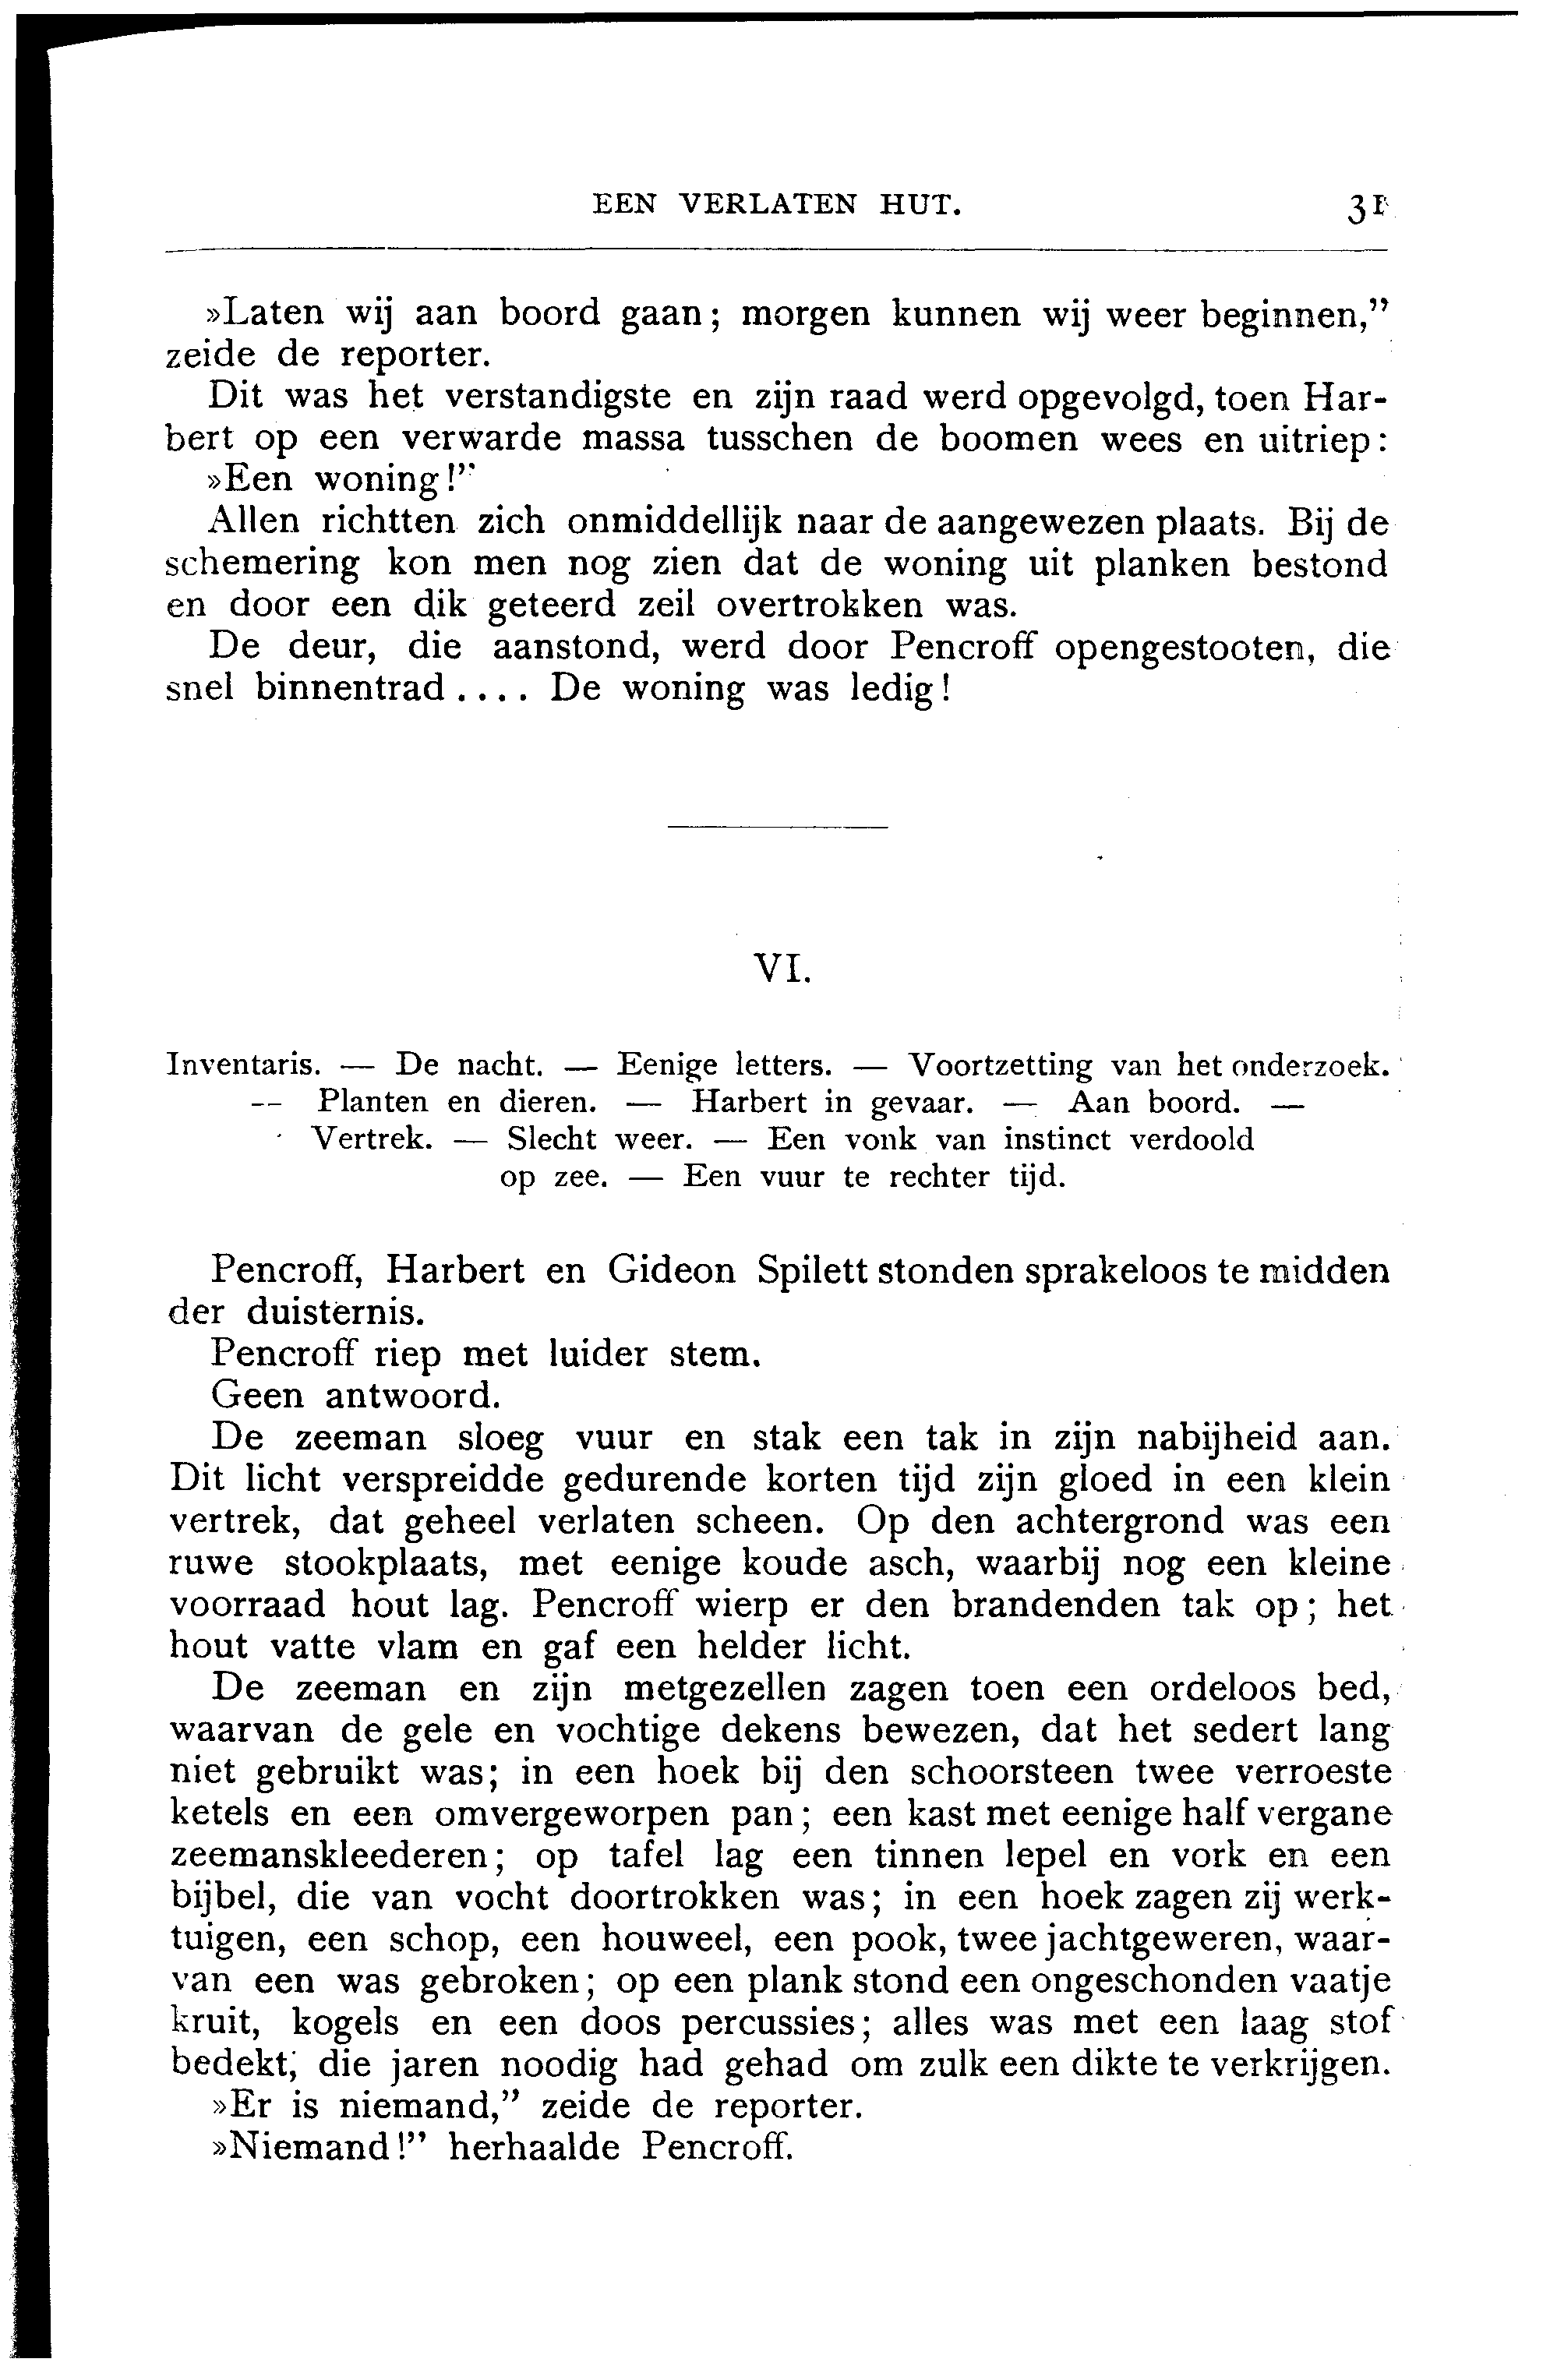 EEN VERLATEN HUT. 31
»Laten wij aan boord gaan; morgen kunnen wij weer beginnen,”
zeide de reporter.
Dit was het verstandigste en zijn raad werd opgevolgd, toen Har-
bert op een verwarde massa tusschen de boomen wees en uitriep:
»Een woning!”
Allen richtten zich onmiddellijk naar de aangewezen plaats. Bij de
schemering kon men nog zien dat de woning uit planken bestond
en door een dik geteerd zeil overtrokken was.
De deur, die aanstond, werd door Pencroff opengestooten, die
snel binnentrad.... De woning was ledig!
VI.
Inventaris. — De nacht. — Eenige letters. — Voortzetting van het onderzoek.
— Planten en dieren. — Harbert in gevaar. — Aan boord. —
Vertrek. — Slecht weer. — Een vonk van instinct verdoold
op zee. — Een vuur te rechter tijd.
Pencroff, Harbert en Gideon Spilett stonden sprakeloos te midden
der duisternis.
Pencroff riep met luider stem.
Geen antwoord.
De zeeman sloeg vuur en stak een tak in zijn nabijheid aan.
Dit licht verspreidde gedurende korten tijd zijn gloed in een klein
vertrek, dat geheel verlaten scheen. Op den achtergrond was een
ruwe stookplaats, met eenige koude asch, waarbij nog een kleine
voorraad hout lag. Pencroff wierp er den brandenden tak op; het
hout vatte vlam en gaf een helder licht.
De zeeman en zijn metgezellen zagen toen een ordeloos bed,
waarvan de gele en vochtige dekens bewezen, dat het sedert lang
niet gebruikt was; in een hoek bij den schoorsteen twee verroeste
ketels en een omvergeworpen pan; een kast met eenige half vergane
zeemanskleederen; op tafel lag een tinnen lepel en vork en een
bijbel, die van vocht doortrokken was; in een hoek zagen zij werk-
tuigen, een schop, een houweel, een pook, twee jachtgeweren, waar-
van een was gebroken; op een plank stond een ongeschonden vaatje
kruit, kogels en een doos percussies; alles was met een laag stof
bedekt, die jaren noodig had gehad om zulk een dikte te verkrijgen.
»Er is niemand,” zeide de reporter.
»Niemand!” herhaalde Pencroff.